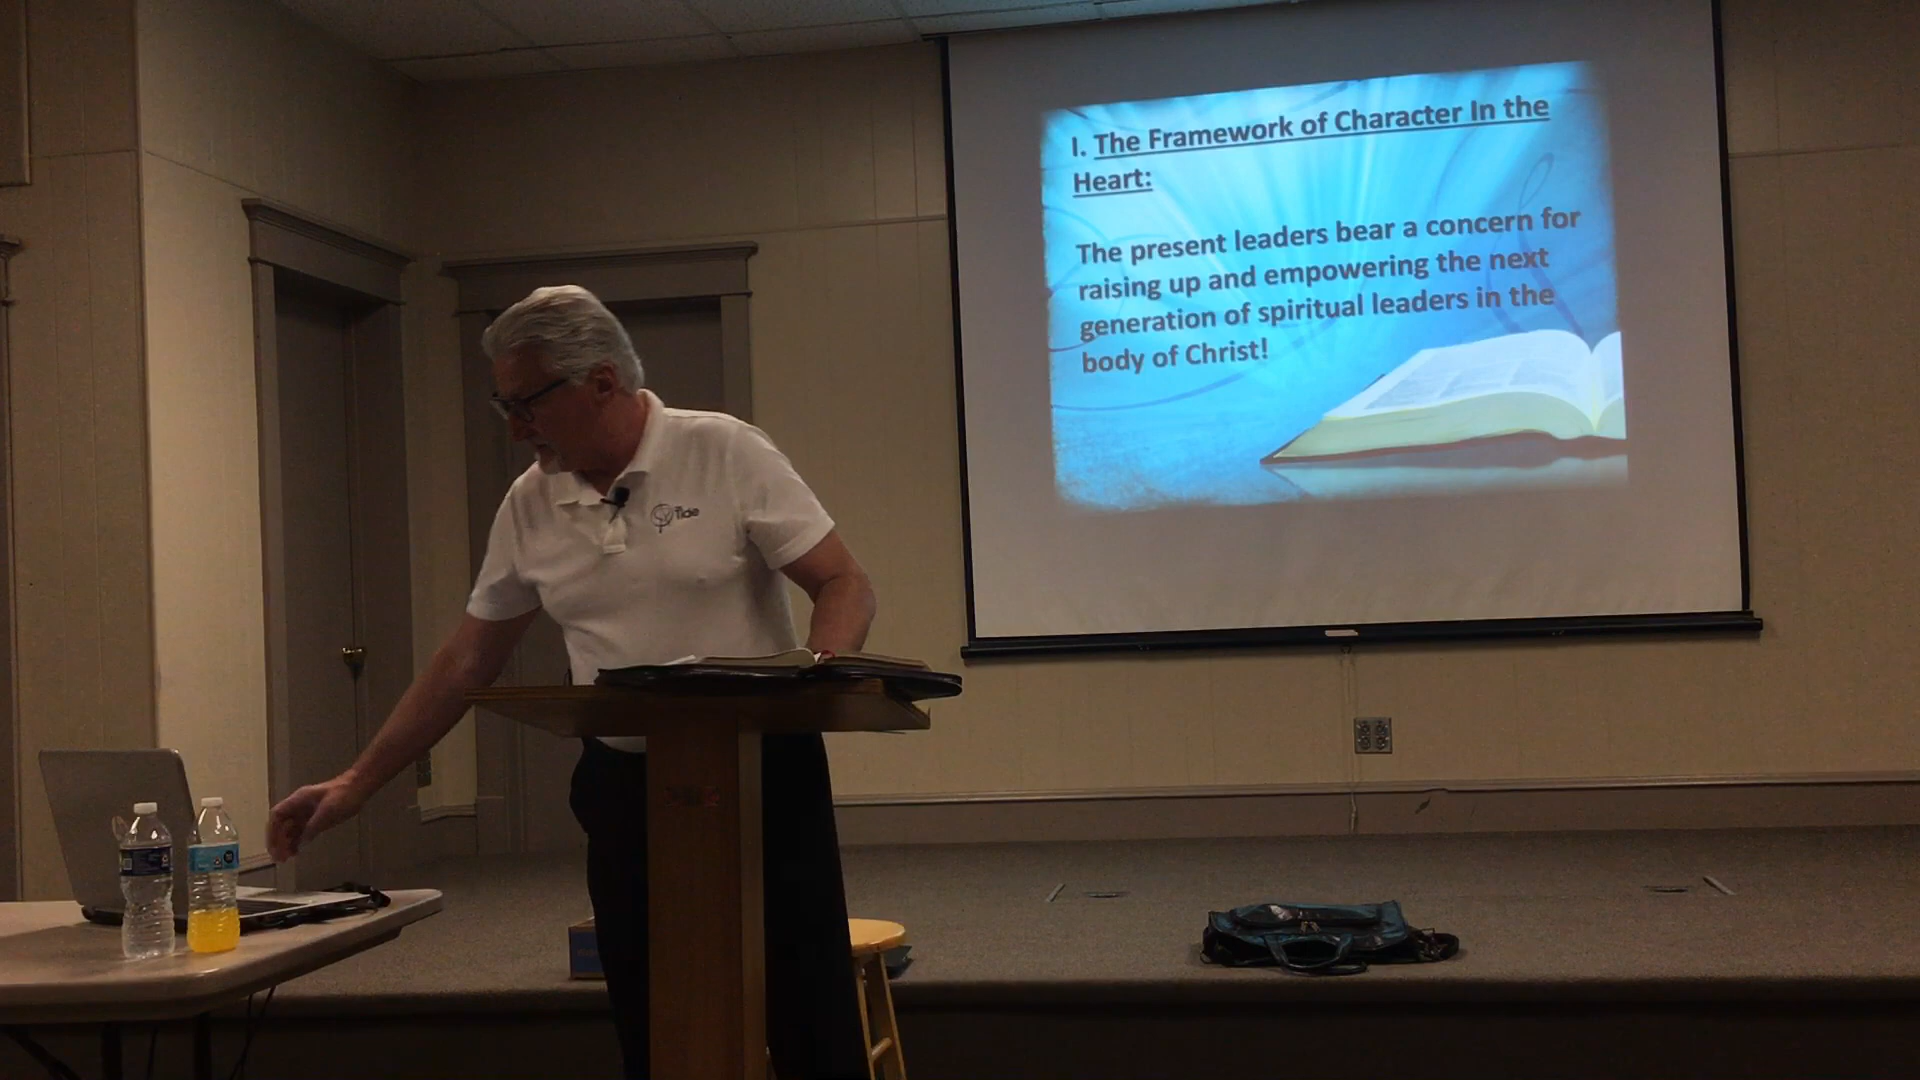 I. The Framework of Character In the
Heart:
The present leaders bear a concern for
raising up and empowering the next
generation of spiritual leaders in the
body of Christ!
Tide